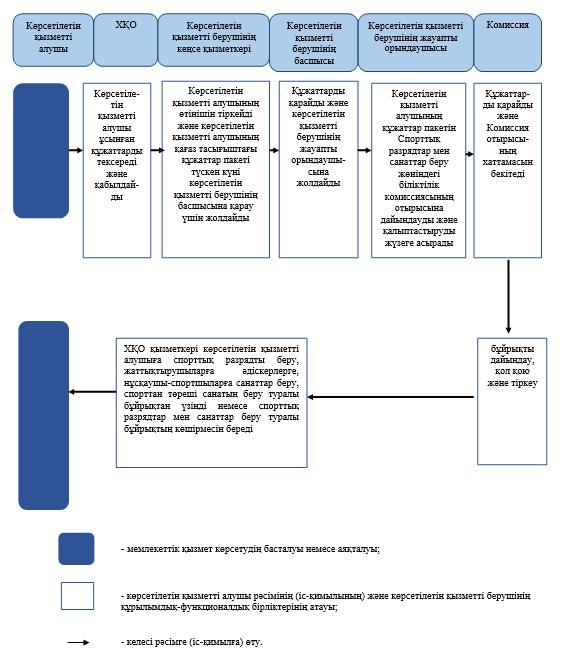 Көрсетілетін
қызметті
алушы
ХҚО
Көрсетілетін
қызметті берушінің
кеңсе қызметкері
Көрсетілетін
қызметті
берушінің
басшысы
Көрсетілетін қызметті
берушінің жауапты
орындаушысы
Комиссия
Көрсетіле-
тін
қызметті
алушы
ұсынған
құжаттарды
тексереді
және
қабылдай-
ды
Көрсетілетін
қызметті алушының
өтінішін тіркейді
және көрсетілетін
қызметті алушының
қағаз тасығыштағы
құжаттар пакеті
түскен күні
көрсетілетін
қызметті берушінің
басшысына қарау
үшін жолдайды
Құжаттарды
қарайды және
көрсетілетін
қызметті
берушінің
жауапты
орындаушы-
сына
жолдайды
Көрсетілетін
қызметті
алушының
құжаттар пакетін
Спорттық
разрядтар мен
санаттар беру
жөніндегі
біліктілік
комиссиясының
отырысына
дайындауды және
қалыптастыруды
жүзеге асырады
Құжаттар-
ды қарайды
және
Комиссия
отырысы-
ның
хаттамасын
бекітеді
ХҚО қызметкері көрсетілетін қызметті
алушыға спорттық разрядты беру,
жаттықтырушыларға әдіскерлерге,
нұсқаушы-спортшыларға санаттар беру,
спорттан төреші санатын беру туралы
бұйрықтан үзінді немесе спорттық
разрядтар мен санаттар беру туралы
бұйрықтың көшірмесін береді
бұйрықты
дайындау,
қол қою
және тіркеу
- мемлекеттік қызмет көрсетудің басталуы немесе аяқталуы;
- көрсетілетін қызметті алушы рәсімінің (іс-қимылының) және көрсетілетін қызметті берушінің
құрылымдық-функционалдық бірліктерінің атауы;
- келесі рәсімге (іс-қимылға) өту.